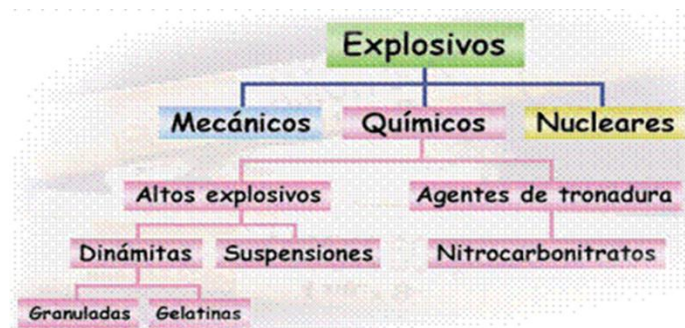 Explosivos
Mecánicos Químicos Nucleares
Altos explosivos Agentes de tronadura
Dinámitas Suspensiones Nitrocarbonitratos
Granuladas Gelatinas